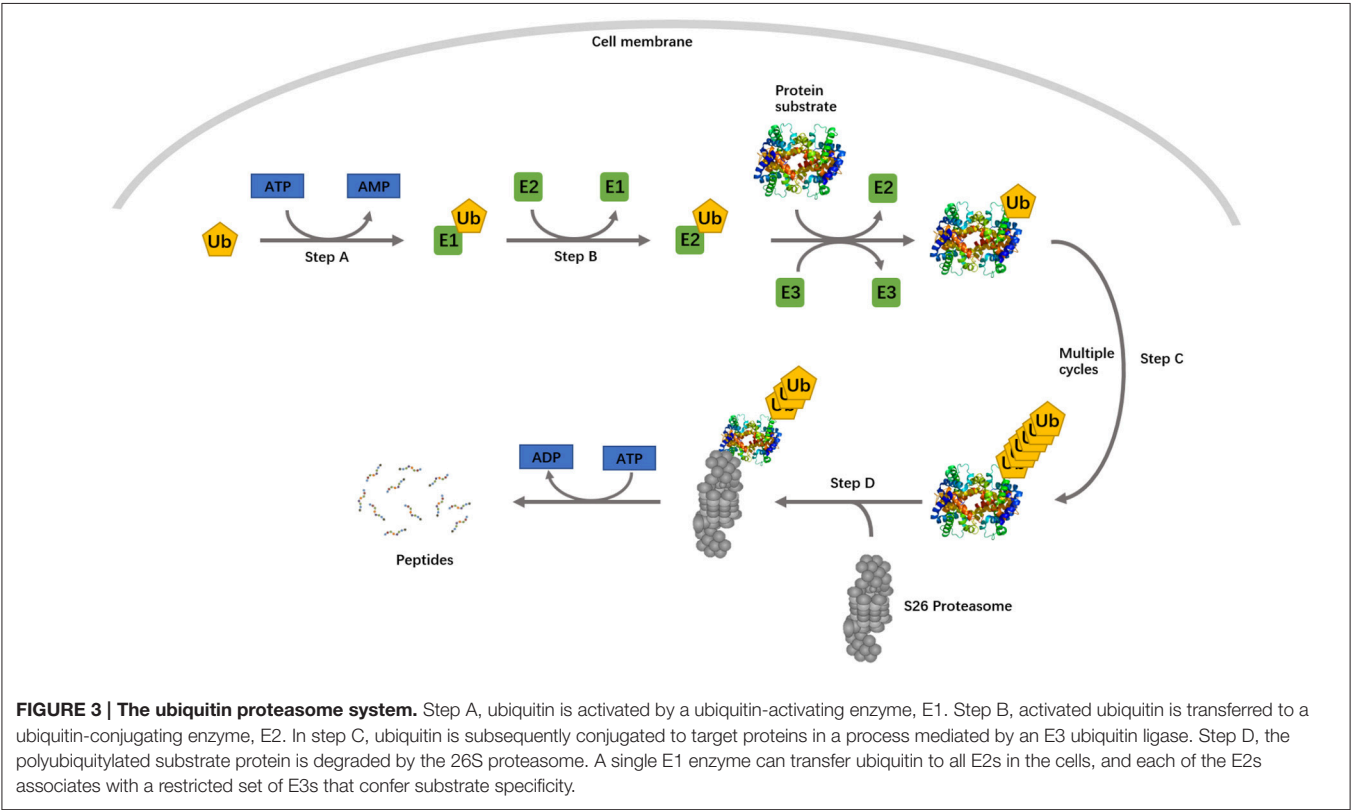 Cell membrane
Protein
substrate
ATP
AMP
E2
E1
E2
Ub
Ub
E1
Ub
E2
Ub
Step A
Step B
E3
E3
Multiple
cycles
Step C
Ub
Ub
Ub
Ub
ADP
ATP
Step D
Peptides
S26 Proteasome
FIGURE 3 | The ubiquitin proteasome system. Step A, ubiquitin is activated by a ubiquitin-activating enzyme, E1. Step B, activated ubiquitin is transferred to a
ubiquitin-conjugating enzyme, E2. In step C, ubiquitin is subsequently conjugated to target proteins in a process mediated by an E3 ubiquitin ligase. Step D, the
polyubiquitylated substrate protein is degraded by the 26S proteasome. A single E1 enzyme can transfer ubiquitin to all E2s in the cells, and each of the E2s
associates with a restricted set of E3s that confer substrate specificity.